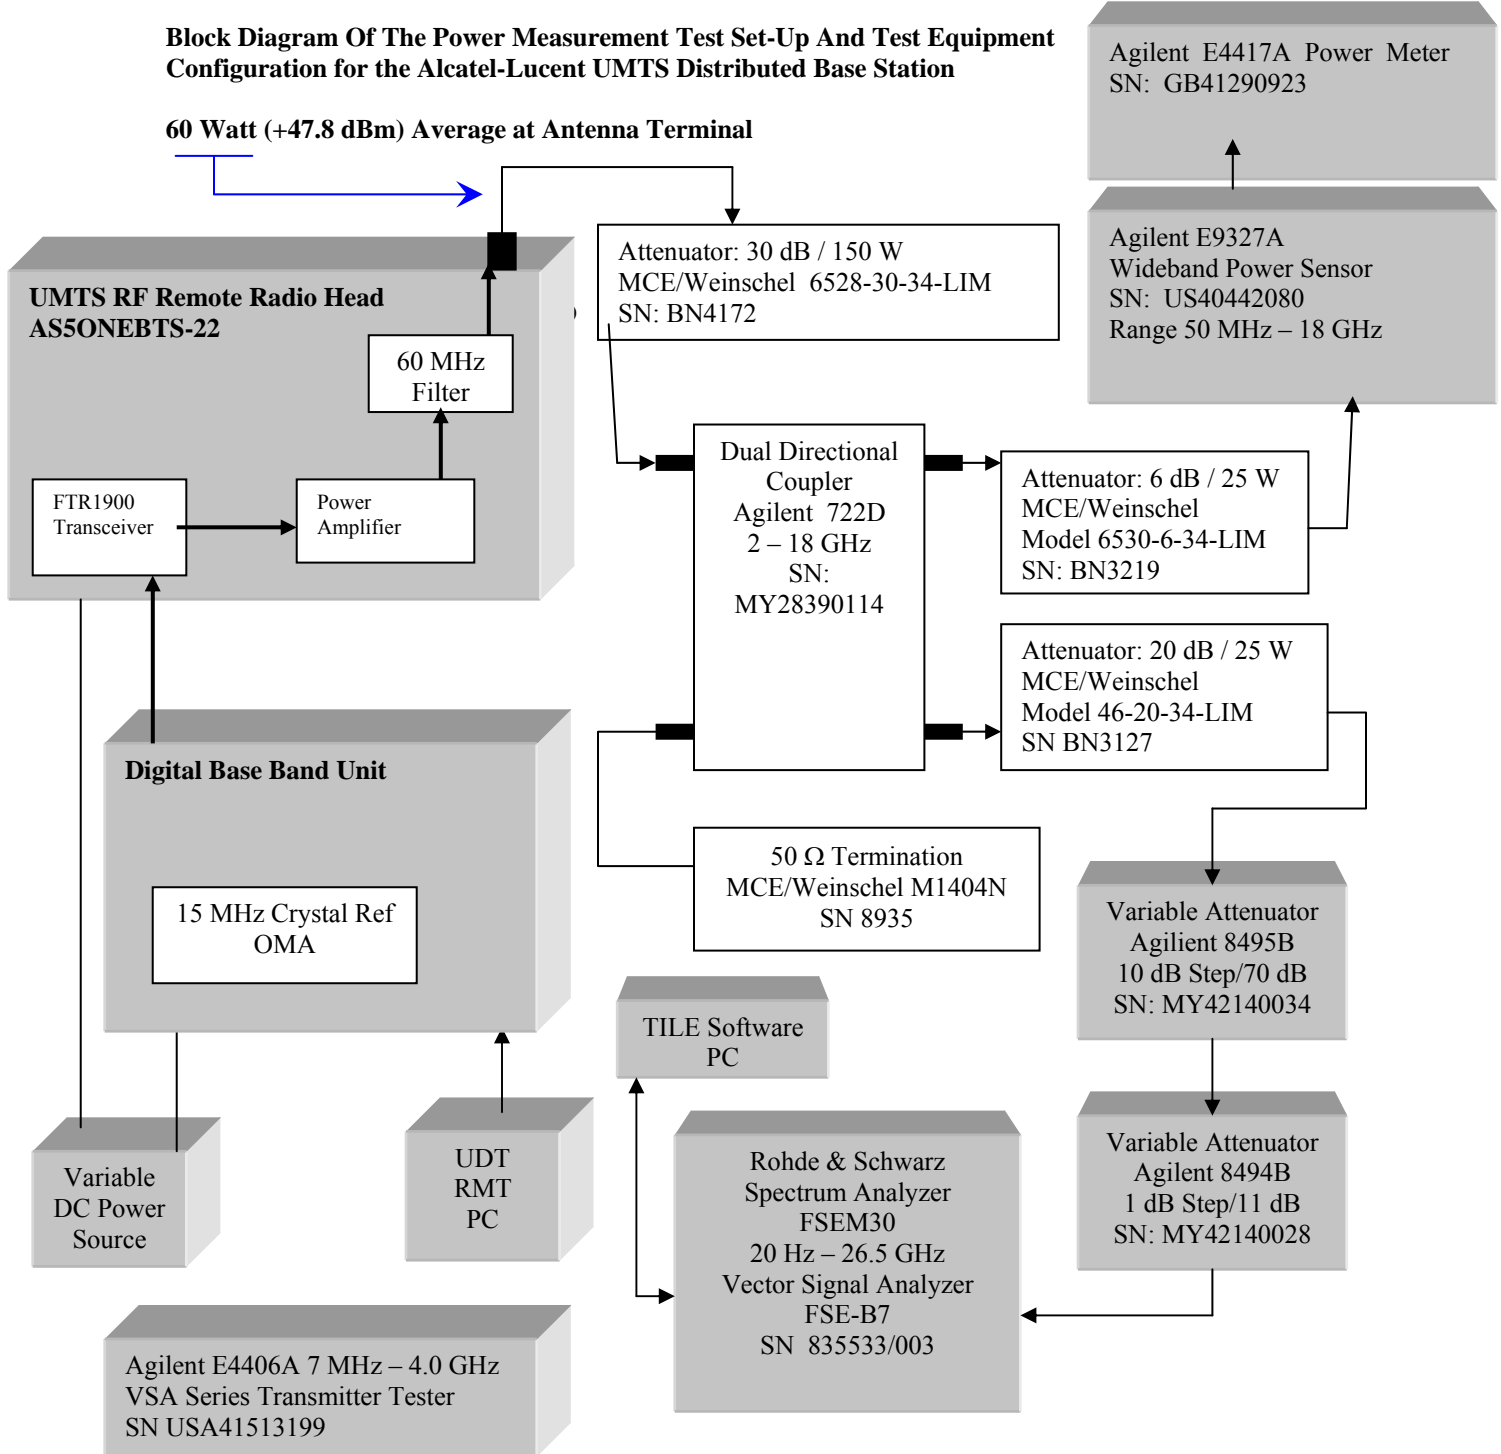 Block Diagram Of The Power Measurement Test Set-Up And Test Equipment
Configuration for the Alcatel-Lucent UMTS Distributed Base Station
60 Watt (+47.8 dBm) Average at Antenna Terminal
Agilent E4417A Power Meter
SN: GB41290923
Agilent E9327A
Wideband Power Sensor
SN: US40442080
Range 50 MHz – 18 GHz
Attenuator: 30 dB / 150 W
MCE/Weinschel 6528-30-34-LIM
SN: BN4172
UMTS RF Remote Radio Head
AS5ONEBTS-22
60 MHz
Filter
FTR1900
Transceiver
Power
Amplifier
Dual Directional
Coupler
Agilent 722D
2 – 18 GHz
SN:
MY28390114
Attenuator: 6 dB / 25 W
MCE/Weinschel
Model 6530-6-34-LIM
SN: BN3219
Attenuator: 20 dB / 25 W
MCE/Weinschel
Model 46-20-34-LIM
SN BN3127
Digital Base Band Unit
15 MHz Crystal Ref
OMA
50 Ω Termination
MCE/Weinschel M1404N
SN 8935
Variable Attenuator
Agilient 8495B
10 dB Step/70 dB
SN: MY42140034
TILE Software
PC
Variable Attenuator
Agilent 8494B
1 dB Step/11 dB
SN: MY42140028
Variable
DC Power
Source
UDT
RMT
PC
Rohde & Schwarz
Spectrum Analyzer
FSEM30
20 Hz – 26.5 GHz
Vector Signal Analyzer
FSE-B7
SN 835533/003
Agilent E4406A 7 MHz – 4.0 GHz
VSA Series Transmitter Tester
SN USA41513199